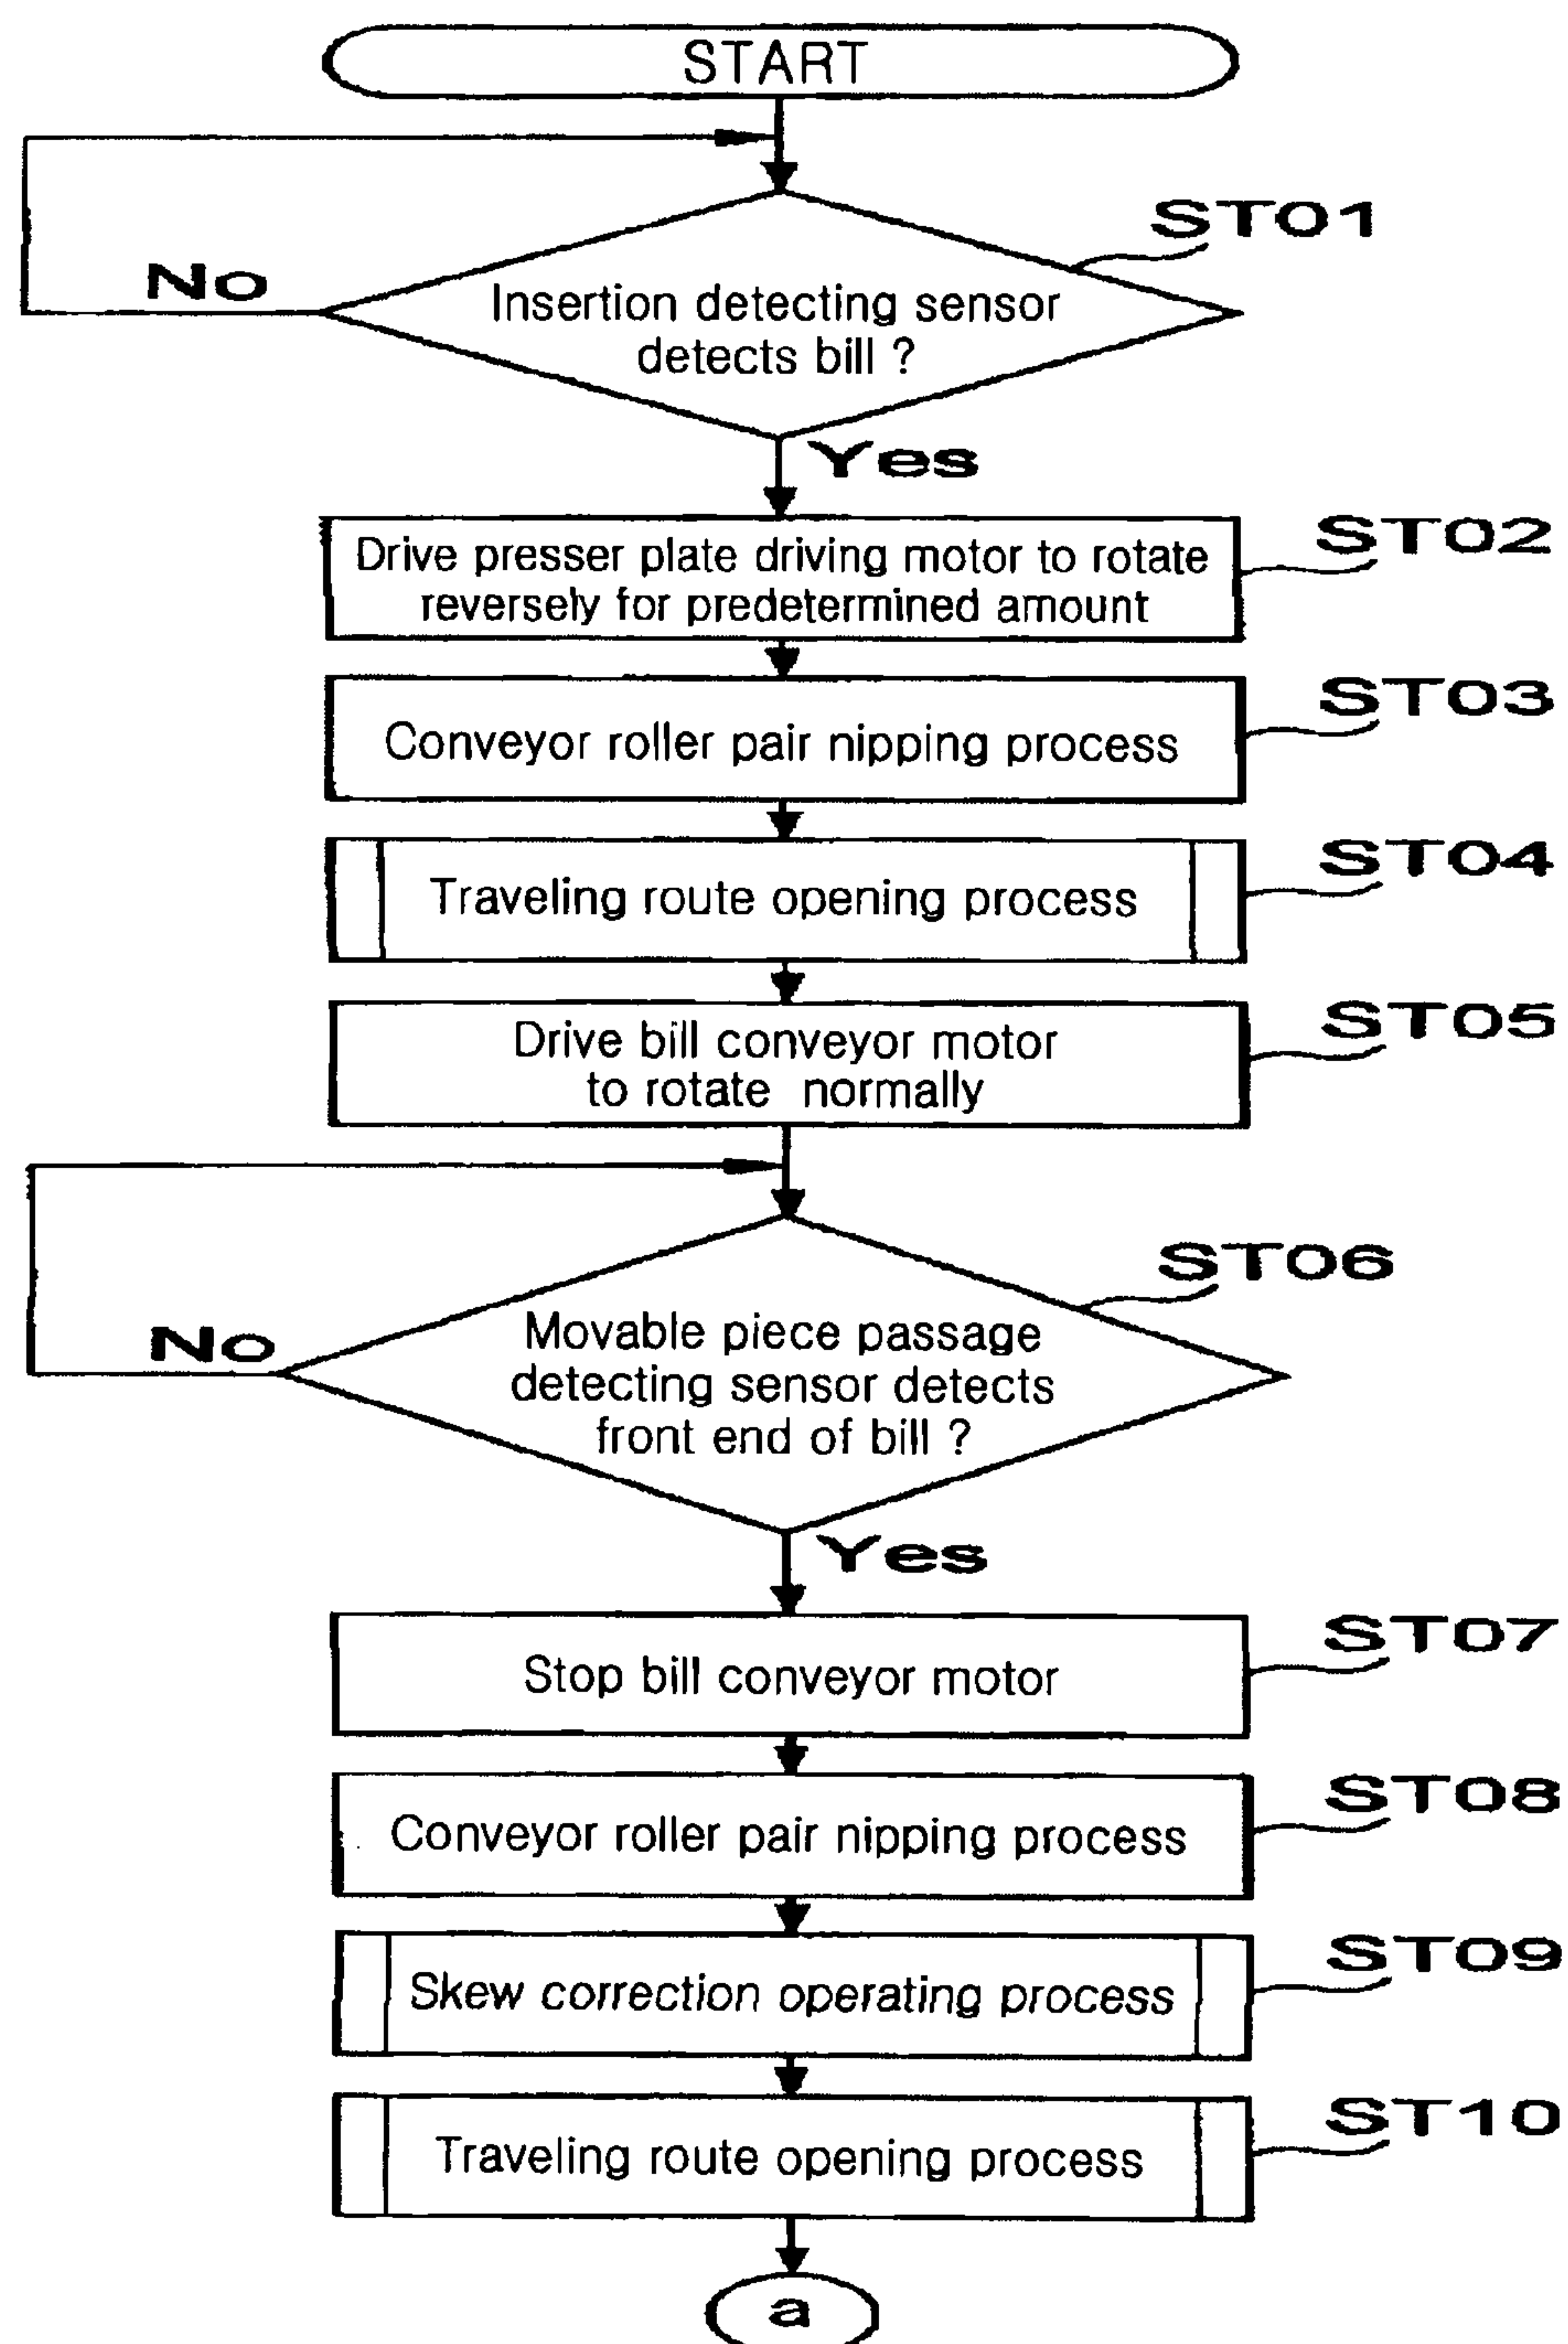 START
ST01
No
Insertion detecting sensor
detects bill ?
Yes
Drive presser plate driving motor to rotate
reversely for predetermined amount
ST02
Conveyor roller pair nipping process
ST03
Traveling route opening process
ST04
Drive bill conveyor motor
to rotate normally
ST05
ST06
No
Movable piece passage
detecting sensor detects
front end of bill ?
Yes
Stop bill conveyor motor
ST07
Conveyor roller pair nipping process
ST08
Skew correction operating process
ST09
Traveling route opening process
ST10
a